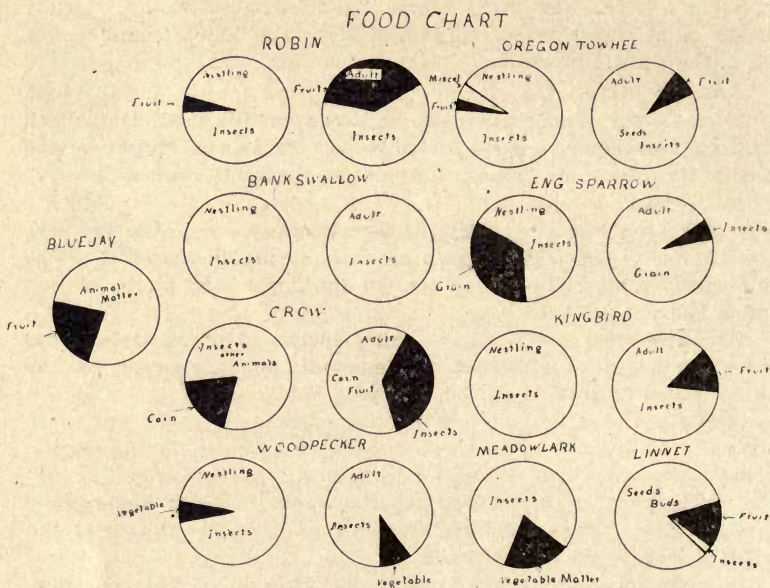 FOOD CHART
ROBIN
OREGON TOWHEE
Nestling
Fruit
Insects
Adult
Fruit
Insects
Miscel
Nestling
Fruit
Insects
Adult
Fruit
Seeds
Insects
BANK SWALLOW
ENG SPARROW
Nestling
Insects
Adult
Insects
Nestling
Insects
Grain
Adult
Insects
Grain
BLUEJAY
Animal
Matter
Fruit
CROW
KINGBIRD
Insects
other
Animals
Corn
Adult
Corn
Fruit
Insects
Nestling
Insects
Adult
Fruit
Insects
WOODPECKER
MEADOWLARK
LINNET
Nestling
Vegetable
Insects
Adult
Insects
Vegetable
Insects
Vegetable Matter
Seeds
Buds
Fruit
Insects